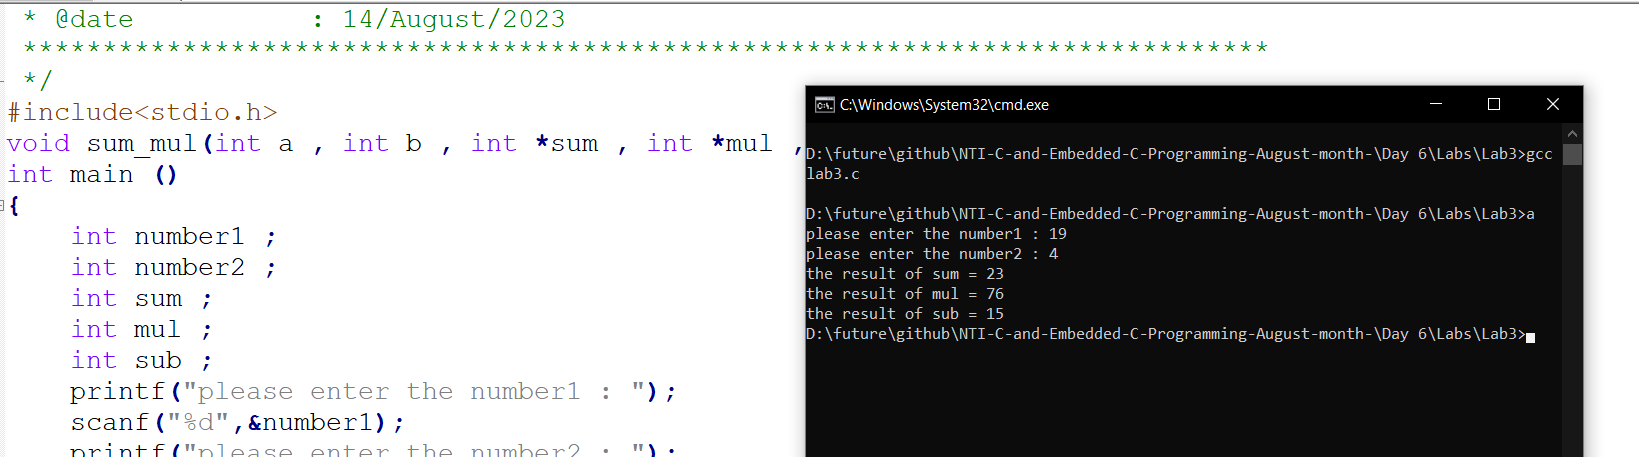 * @date           : 14/August/2023
******************************************************************************
*/
#include<stdio.h>
void sum_mul(int a , int b , int *sum , int *mul ,
int main ()
{
    int number1 ;
    int number2 ;
    int sum ;
    int mul ;
    int sub ;
    printf("please enter the number1 : ");
    scanf("%d",&number1);
    printf("please enter the number2 : ");
C:\Windows\System32\cmd.exe
D:\future\github\NTI-C-and-Embedded-C-Programming-August-month-\Day 6\Labs\Lab3>gcc
lab3.c
D:\future\github\NTI-C-and-Embedded-C-Programming-August-month-\Day 6\Labs\Lab3>a
please enter the number1 : 19
please enter the number2 : 4
the result of sum = 23
the result of mul = 76
the result of sub = 15
D:\future\github\NTI-C-and-Embedded-C-Programming-August-month-\Day 6\Labs\Lab3>